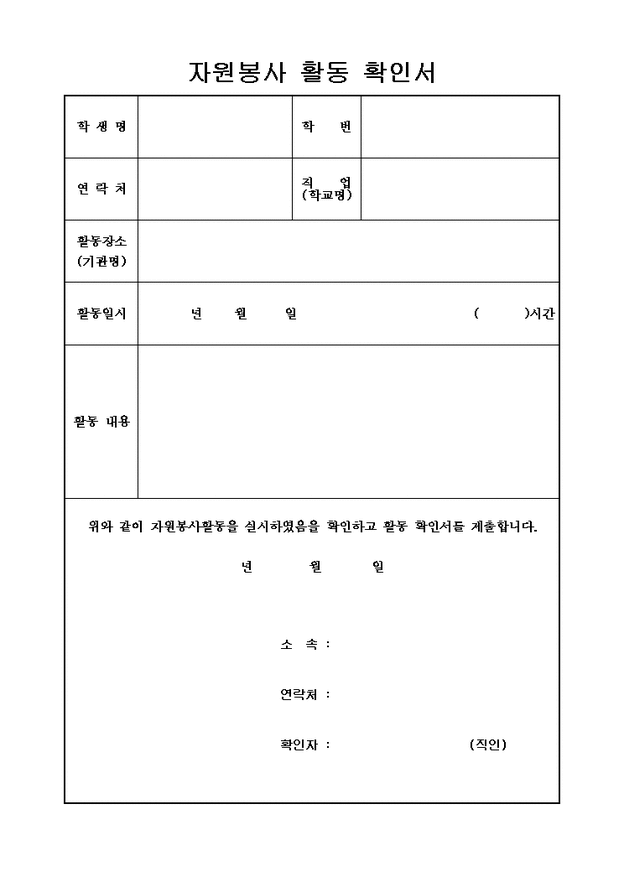 자원봉사 활동 확인서
학 생 명
학 번
연 락 처
직 업
(학교명)
활동장소
(기관명)
활동일시
년 월 일 ( )시간
활동 내용
위와 같이 자원봉사활동을 실시하였음을 확인하고 활동 확인서를 제출합니다.
년 월 일
소 속 :
연락처 :
확인자 : (직인)